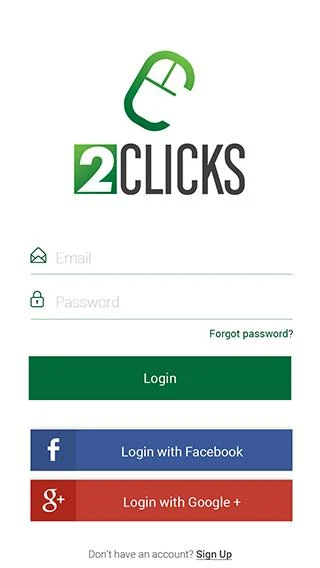 2CLICKS
Email
Password
Forgot password?
Login
f Login with Facebook
g+ Login with Google +
Don't have an account? Sign Up